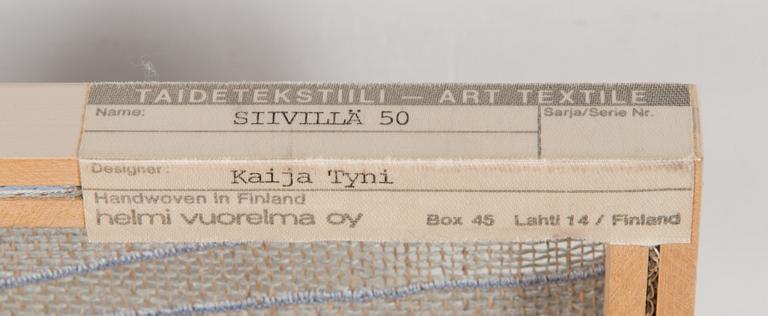 TAIDETEKSTIILI — ART TEXTILE
Name: SIIVILLÄ 50 Sarja/Serie Nr.
Designer: Kaija Tyni
Handwoven in Finland
helmi vuorelma oy Box 45 Lahti 14 / Finland